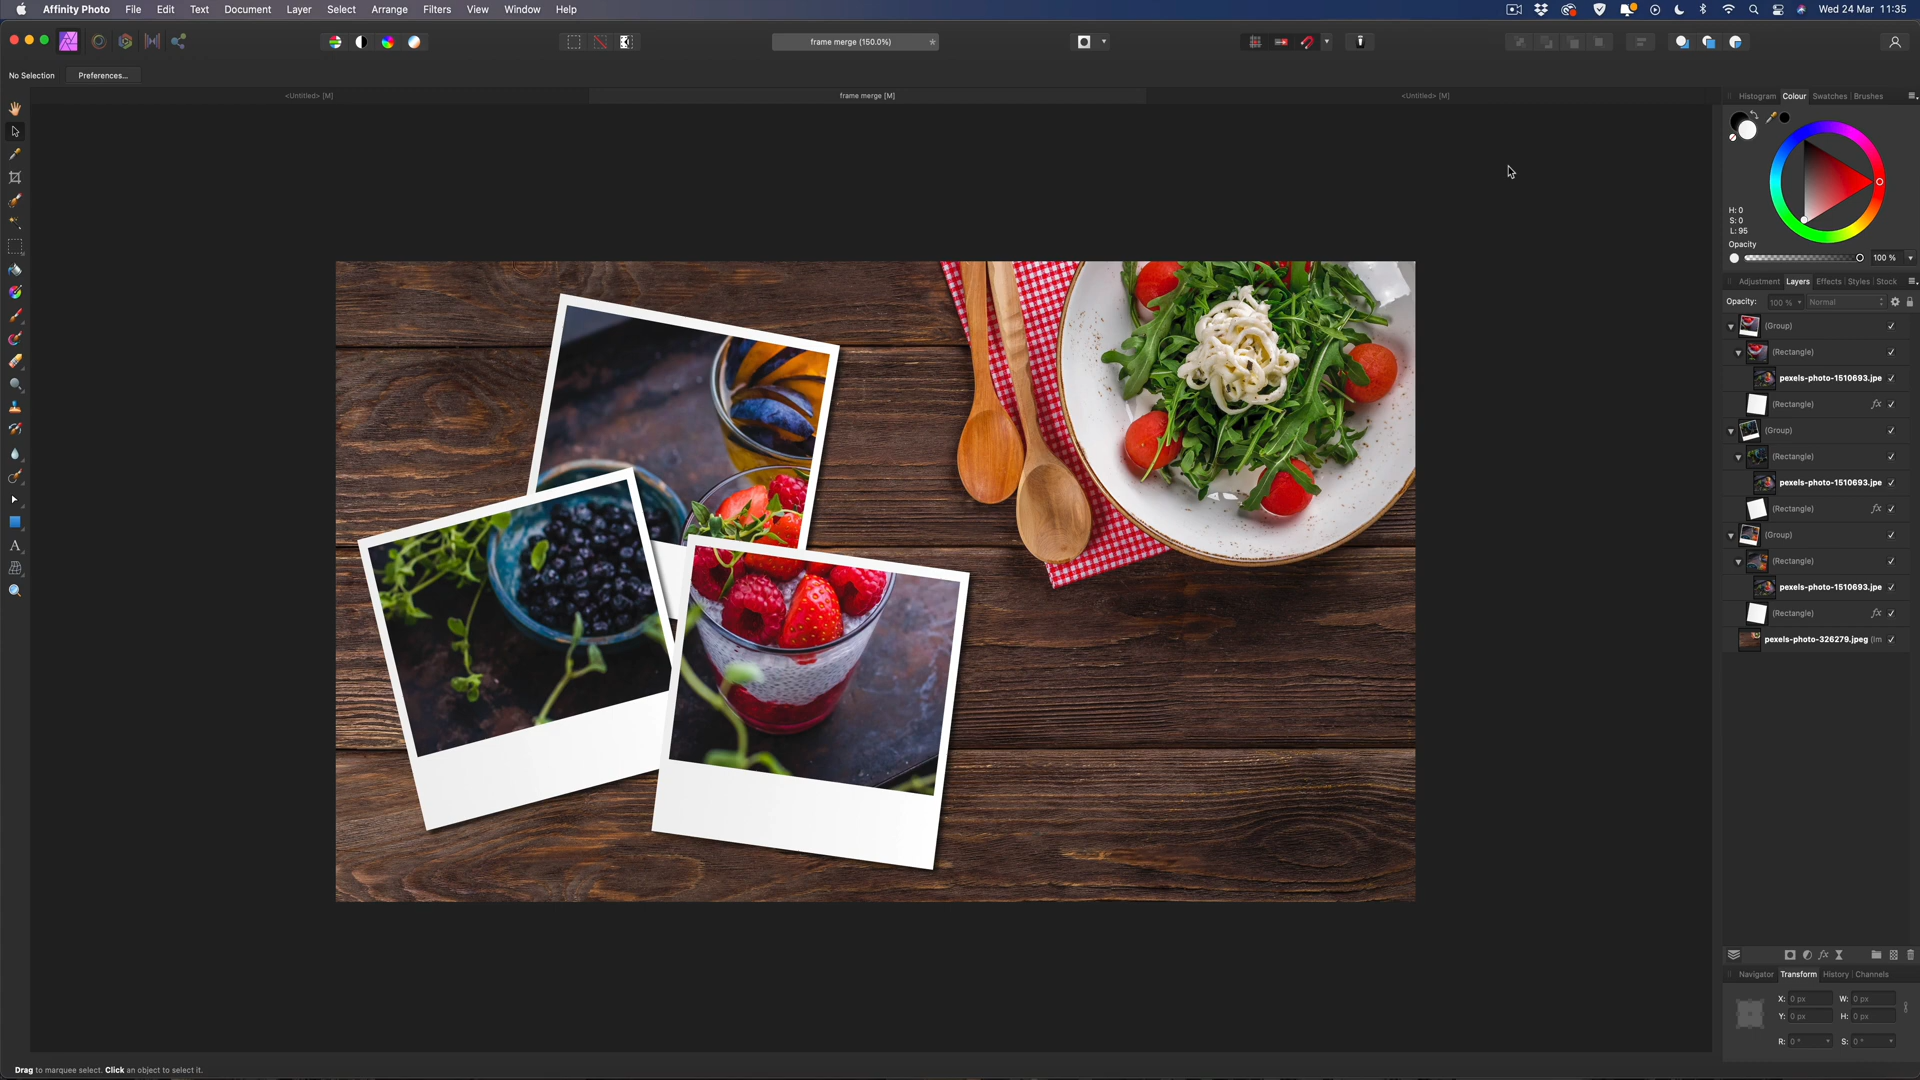 Affinity Photo File Edit Text Document Layer Select Arrange Filters View Window Help Wed 24 Mar 11:35
frame merge (150.0%)
No Selection Preferences...
<Untitled> [M] frame merge [M] <Untitled> [M]
Histogram Colour Swatches Brushes
H: 0
S: 0
L: 95
Opacity
100 %
Adjustment Layers Effects Styles Stock
Opacity: 100 % Normal
(Group)
(Rectangle)
pexels-photo-1510693.jpe
(Rectangle) fx
(Group)
(Rectangle)
pexels-photo-1510693.jpe
(Rectangle) fx
(Group)
(Rectangle)
pexels-photo-1510693.jpe
(Rectangle) fx
pexels-photo-326279.jpeg (Im
fx
Navigator Transform History Channels
X: 0 px W: 0 px
Y: 0 px H: 0 px
R: 0 ° S: 0 °
Drag to marquee select. Click an object to select it.